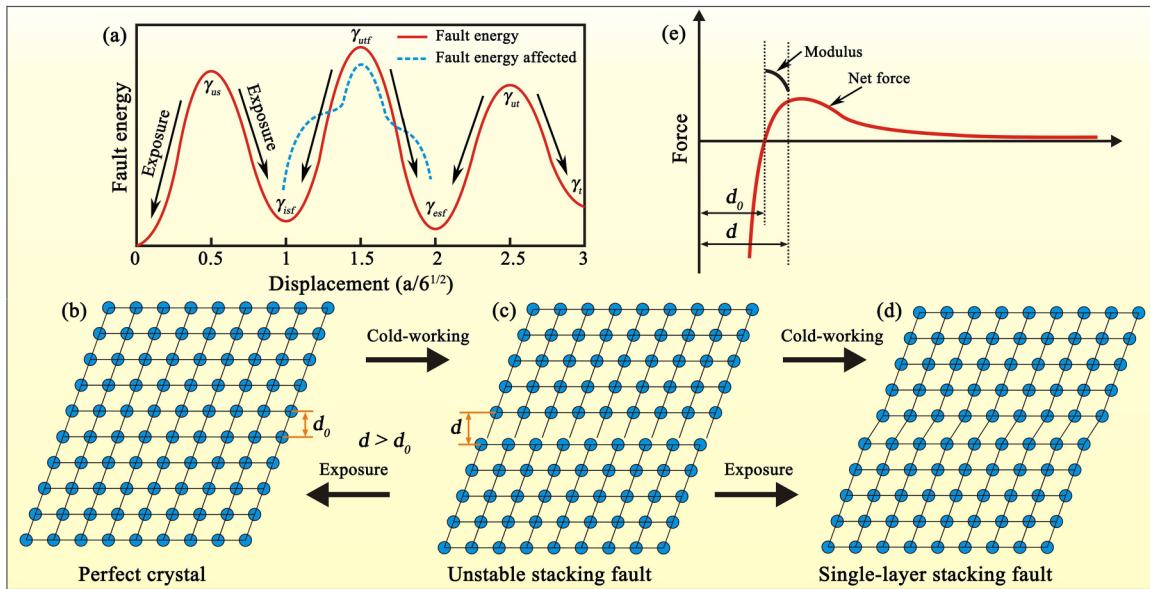 (a)
γutf
Fault energy
Fault energy affected
γus
γut
Exposure
Exposure
γisf
γesf
γt
Fault energy
0
0.5
1
1.5
2
2.5
3
Displacement (a/6^1/2)
(e)
Modulus
Net force
Force
d0
d
(b)
Cold-working
(c)
Cold-working
(d)
d0
d > d0
d
Exposure
Exposure
Perfect crystal
Unstable stacking fault
Single-layer stacking fault